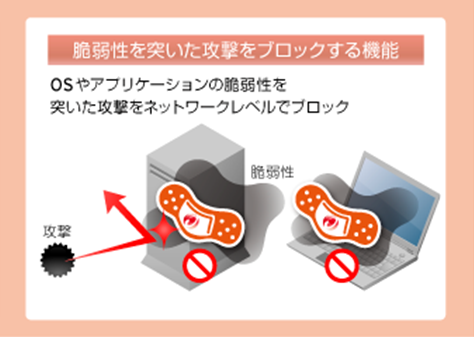 脆弱性を突いた攻撃をブロックする機能
OSやアプリケーションの脆弱性を
突いた攻撃をネットワークレベルでブロック
脆弱性
攻撃